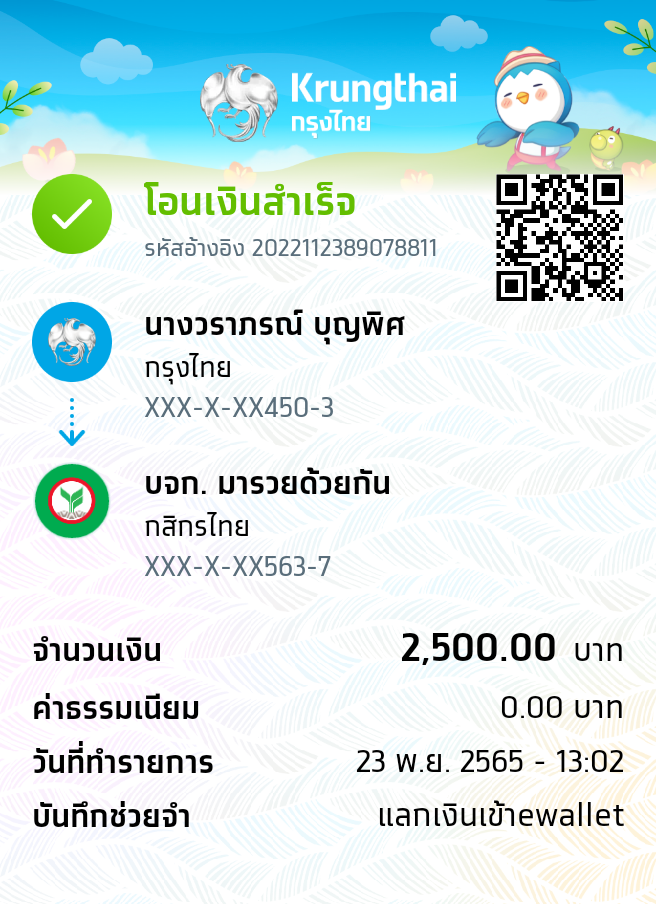 Krungthai
กรุงไทย
โอนเงินสำเร็จ
รหัสอ้างอิง 2022112389078811
นางวราภรณ์ บุญพิศ
กรุงไทย
XXX-X-XX450-3
บจก. มารวยด้วยกัน
กสิกรไทย
XXX-X-XX563-7
จำนวนเงิน 2,500.00 บาท
ค่าธรรมเนียม 0.00 บาท
วันที่ทำรายการ 23 พ.ย. 2565 - 13:02
บันทึกช่วยจำ แลกเงินเข้าewallet